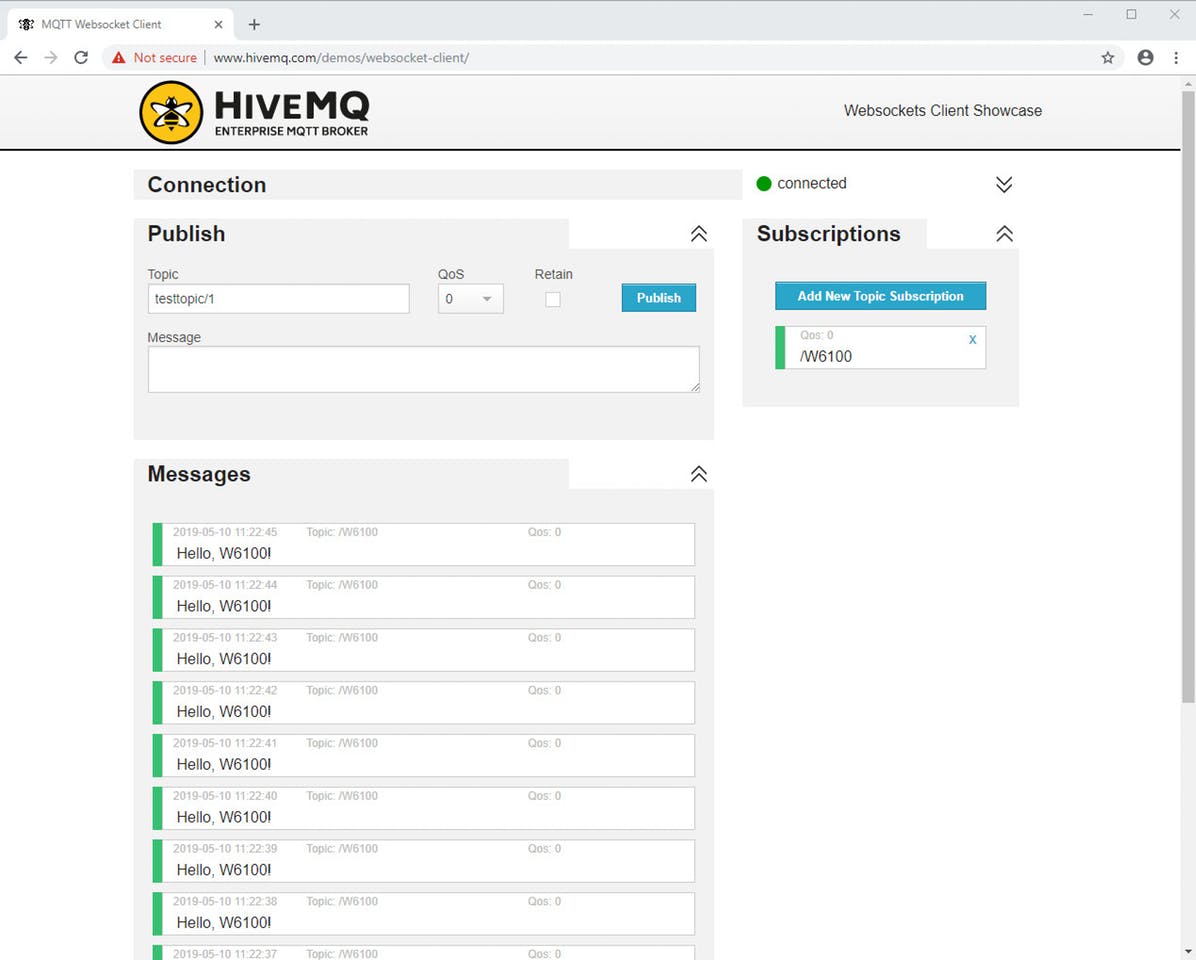 MQTT Websocket Client
Not secure www.hivemq.com/demos/websocket-client/
HIVEMQ
ENTERPRISE MQTT BROKER
Websockets Client Showcase
Connection
connected
Publish
Topic QoS Retain
testtopic/1 0 Publish
Message
Subscriptions
Add New Topic Subscription
Qos: 0 x
/W6100
Messages
2019-05-10 11:22:45 Topic: /W6100 Qos: 0
Hello, W6100!
2019-05-10 11:22:44 Topic: /W6100 Qos: 0
Hello, W6100!
2019-05-10 11:22:43 Topic: /W6100 Qos: 0
Hello, W6100!
2019-05-10 11:22:42 Topic: /W6100 Qos: 0
Hello, W6100!
2019-05-10 11:22:41 Topic: /W6100 Qos: 0
Hello, W6100!
2019-05-10 11:22:40 Topic: /W6100 Qos: 0
Hello, W6100!
2019-05-10 11:22:39 Topic: /W6100 Qos: 0
Hello, W6100!
2019-05-10 11:22:38 Topic: /W6100 Qos: 0
Hello, W6100!
2019-05-10 11:22:37 Topic: /W6100 Qos: 0